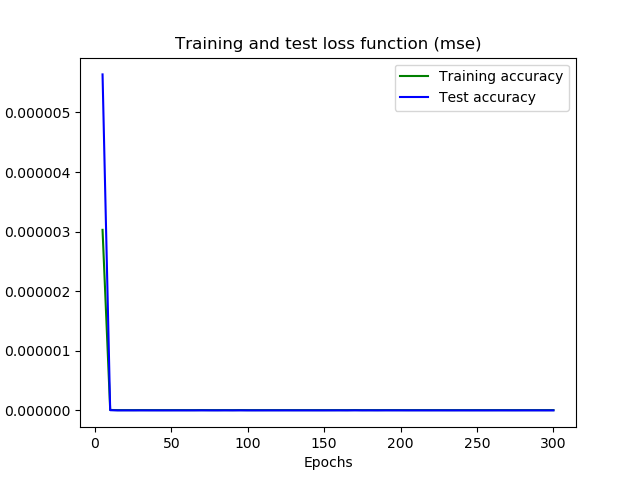 Training and test loss function (mse)
Training accuracy
Test accuracy
0.000005
0.000004
0.000003
0.000002
0.000001
0.000000
0 50 100 150 200 250 300
Epochs